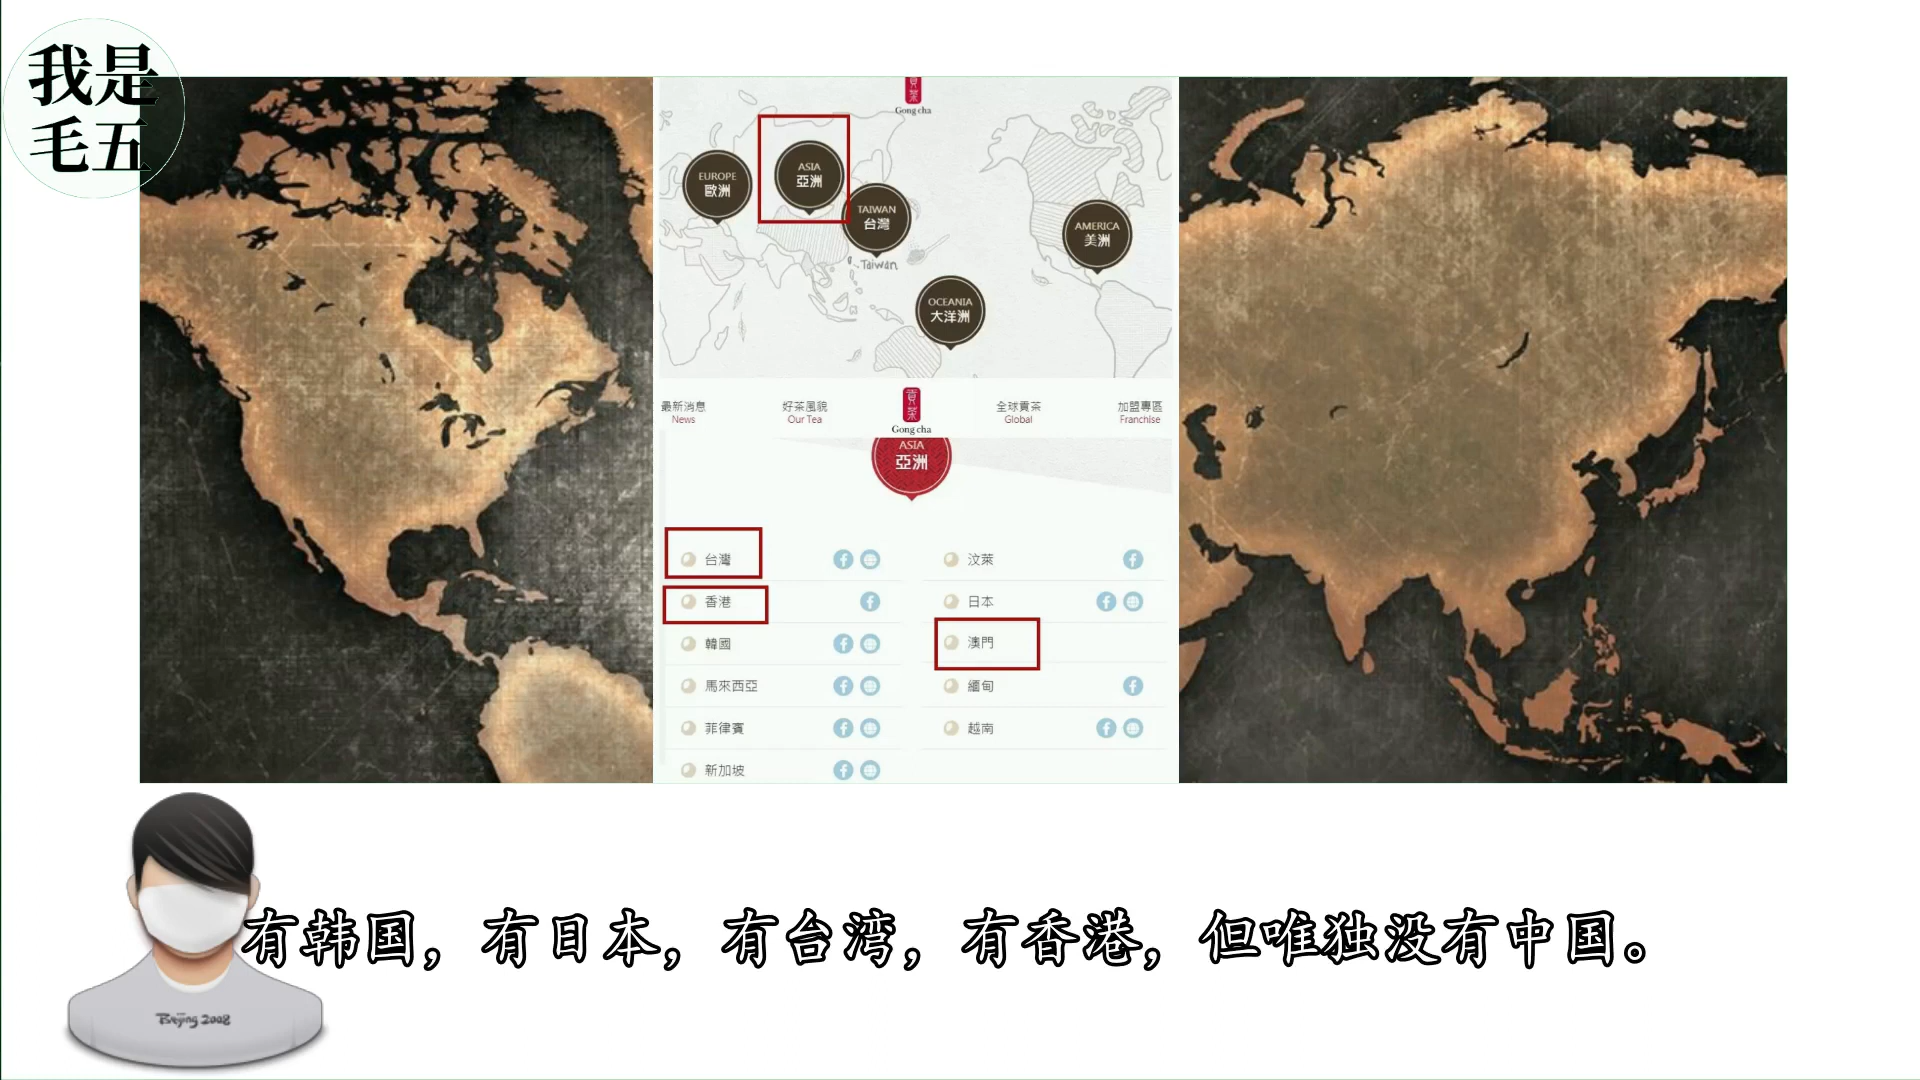 我是
毛五
貢茶
Gong cha
EUROPE
歐洲
ASIA
亞洲
TAIWAN
台灣
Taiwan
AMERICA
美洲
OCEANIA
大洋洲
最新消息
News
好茶風貌
Our Tea
貢茶
Gong cha
全球貢茶
Global
加盟專區
Franchise
ASIA
亞洲
台灣
汶萊
香港
日本
韓國
澳門
馬來西亞
緬甸
菲律賓
越南
新加坡
Beijing 2008
有韩国，有日本，有台湾，有香港，但唯独没有中国。